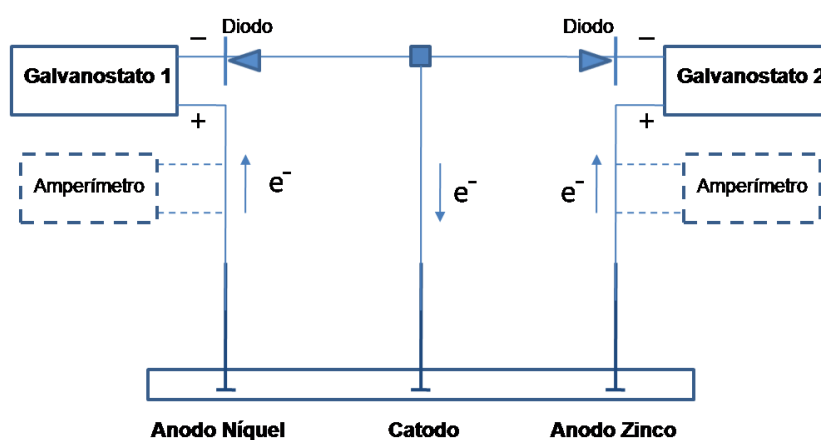 Diodo
Diodo
−
−
Galvanostato 1
Galvanostato 2
+
+
Amperímetro
e-
e-
e-
Amperímetro
Anodo Níquel
Catodo
Anodo Zinco